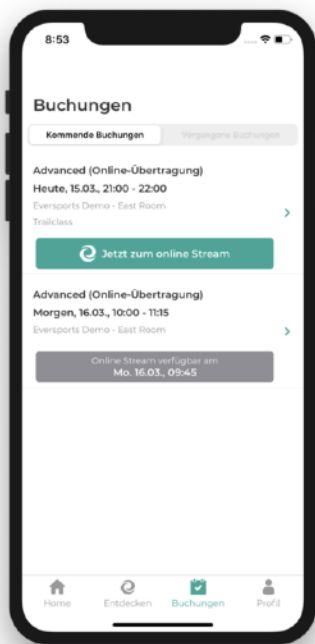 8:53
Buchungen
Kommende Buchungen
Vergangene Buchungen
Advanced (Online-Übertragung)
Heute, 15.03., 21:00 - 22:00
Eversports Demo - East Room
Trailclass
Jetzt zum online Stream
Advanced (Online-Übertragung)
Morgen, 16.03., 10:00 - 11:15
Eversports Demo - East Room
Online Stream verfügbar am
Mo. 16.03., 09:45
Home
Entdecken
Buchungen
Profil